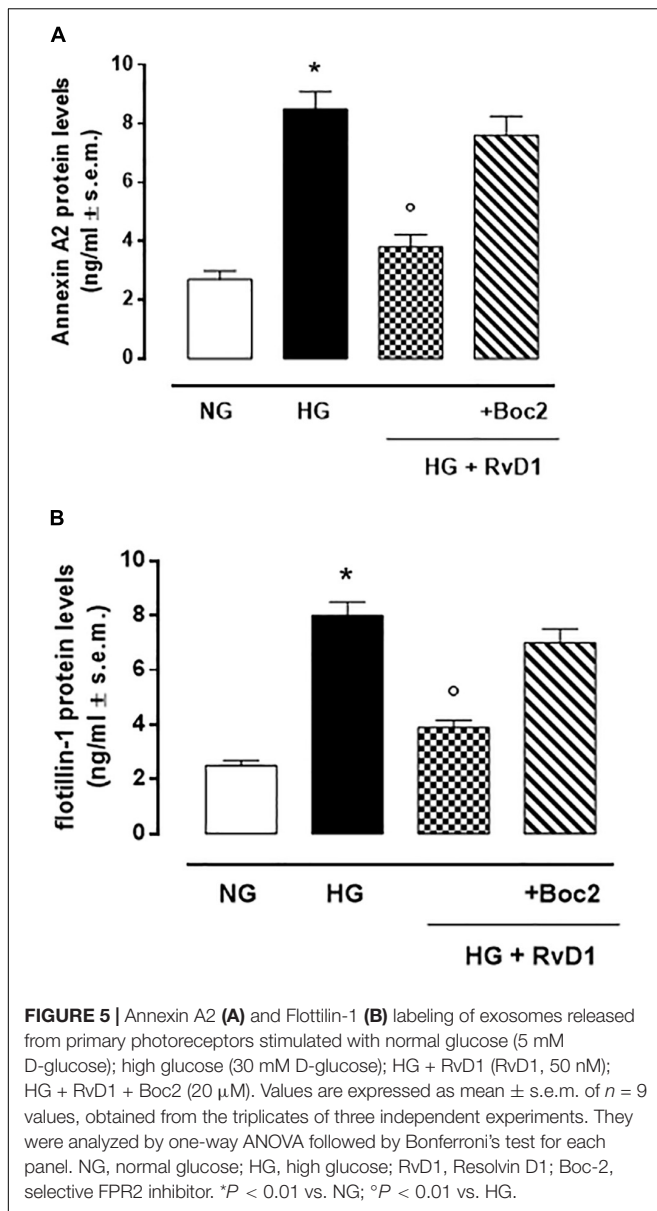 A
Annexin A2 protein levels
(ng/ml ± s.e.m.)
10
8
6
4
2
0
*
°
NG HG +Boc2
HG + RvD1
B
flotillin-1 protein levels
(ng/ml ± s.e.m.)
10
8
6
4
2
0
*
°
NG HG +Boc2
HG + RvD1
FIGURE 5 | Annexin A2 (A) and Flottilin-1 (B) labeling of exosomes released
from primary photoreceptors stimulated with normal glucose (5 mM
D-glucose); high glucose (30 mM D-glucose); HG + RvD1 (RvD1, 50 nM);
HG + RvD1 + Boc2 (20 μM). Values are expressed as mean ± s.e.m. of n = 9
values, obtained from the triplicates of three independent experiments. They
were analyzed by one-way ANOVA followed by Bonferroni's test for each
panel. NG, normal glucose; HG, high glucose; RvD1, Resolvin D1; Boc-2,
selective FPR2 inhibitor. *P < 0.01 vs. NG; °P < 0.01 vs. HG.